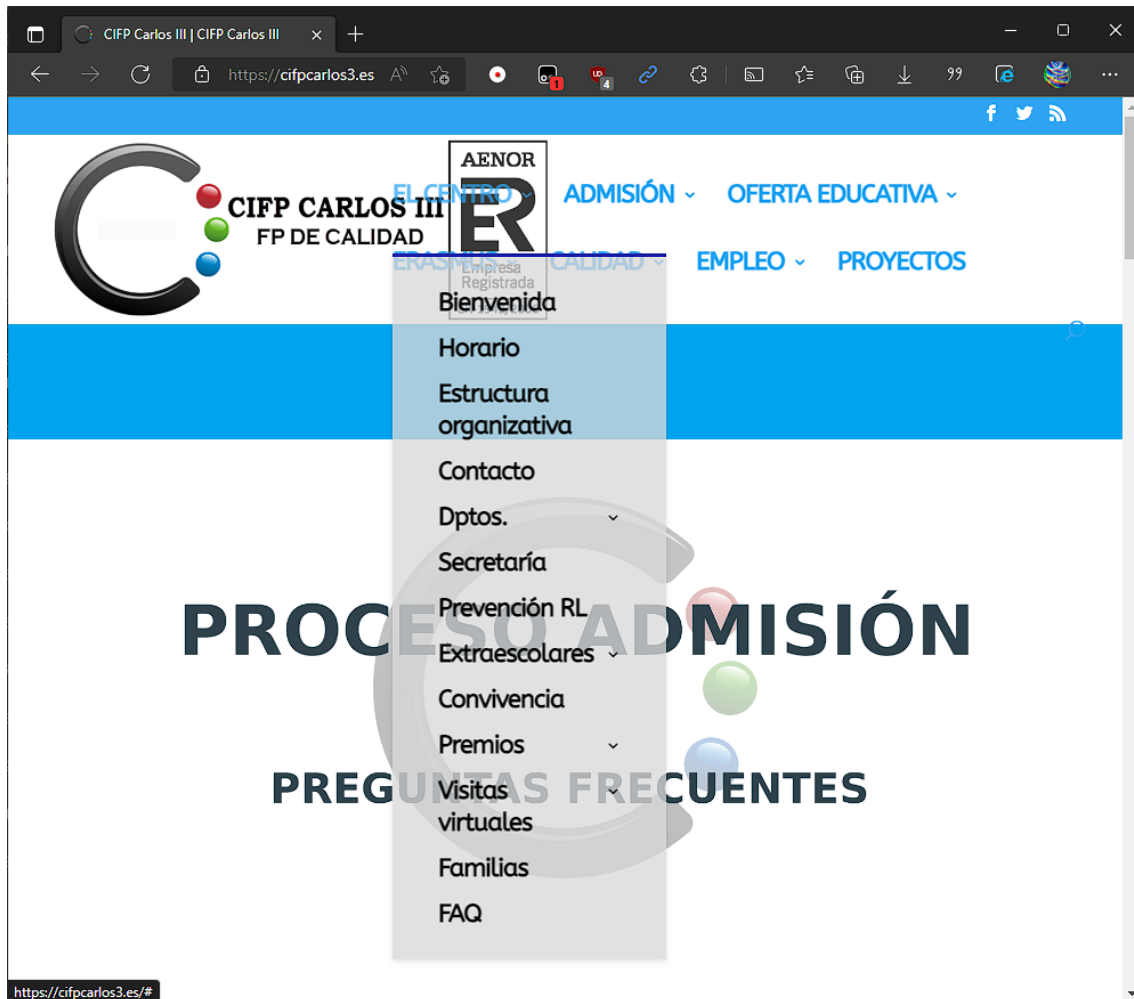 CIFP Carlos III | CIFP Carlos III
https://cifpcarlos3.es
1
4
AENOR
ER
Empresa
Registrada
CIFP CARLOS III
FP DE CALIDAD
EL CENTRO
ADMISIÓN
OFERTA EDUCATIVA
ERASMUS
CALIDAD
EMPLEO
PROYECTOS
Bienvenida
Horario
Estructura
organizativa
Contacto
Dptos.
Secretaría
Prevención RL
Extraescolares
Convivencia
Premios
Visitas
virtuales
Familias
FAQ
PROCESO ADMISIÓN
PREGUNTAS FRECUENTES
https://cifpcarlos3.es/#